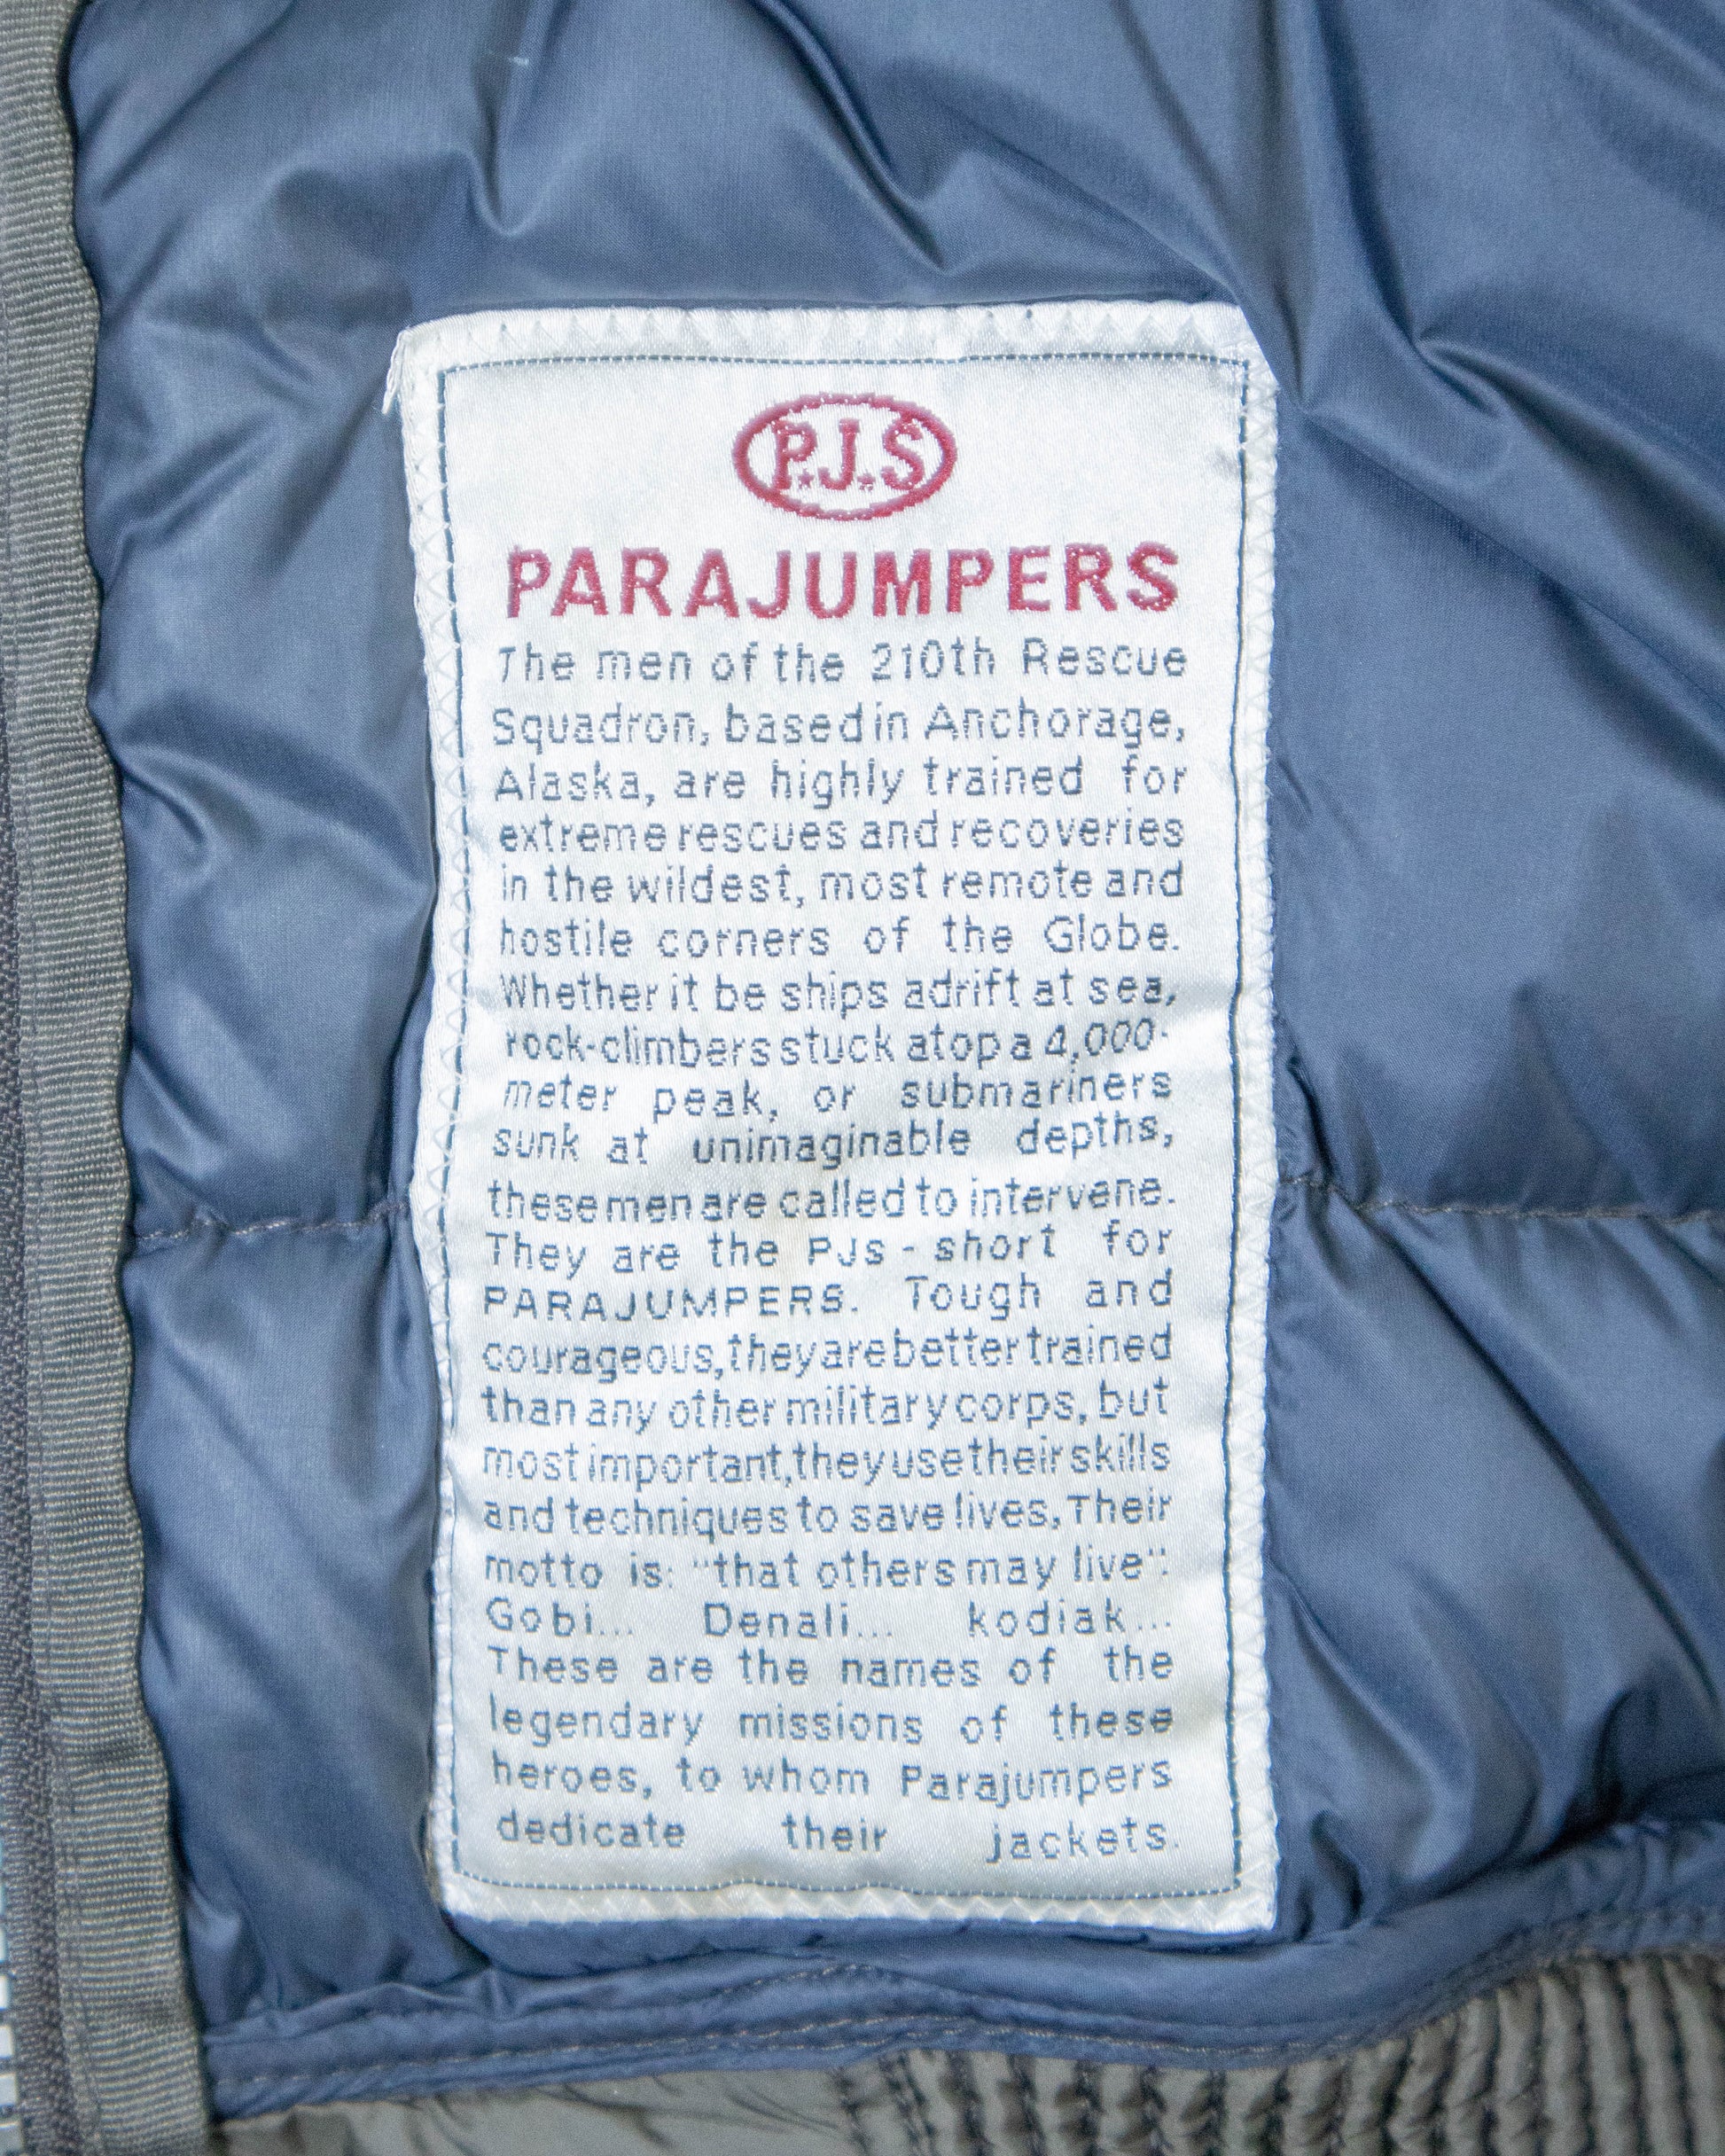 P.J.S
PARAJUMPERS
The men of the 210th Rescue
Squadron, based in Anchorage,
Alaska, are highly trained for
extreme rescues and recoveries
in the wildest, most remote and
hostile corners of the Globe.
Whether it be ships adrift at sea,
rock-climbers stuck atop a 4,000-
meter peak, or submariners
sunk at unimaginable depths,
these men are called to intervene.
They are the PJs - short for
PARAJUMPERS. Tough and
courageous, they are better trained
than any other military corps, but
most important, they use their skills
and techniques to save lives. Their
motto is: "that others may live".
Gobi... Denali... kodiak...
These are the names of the
legendary missions of these
heroes, to whom Parajumpers
dedicate their jackets.